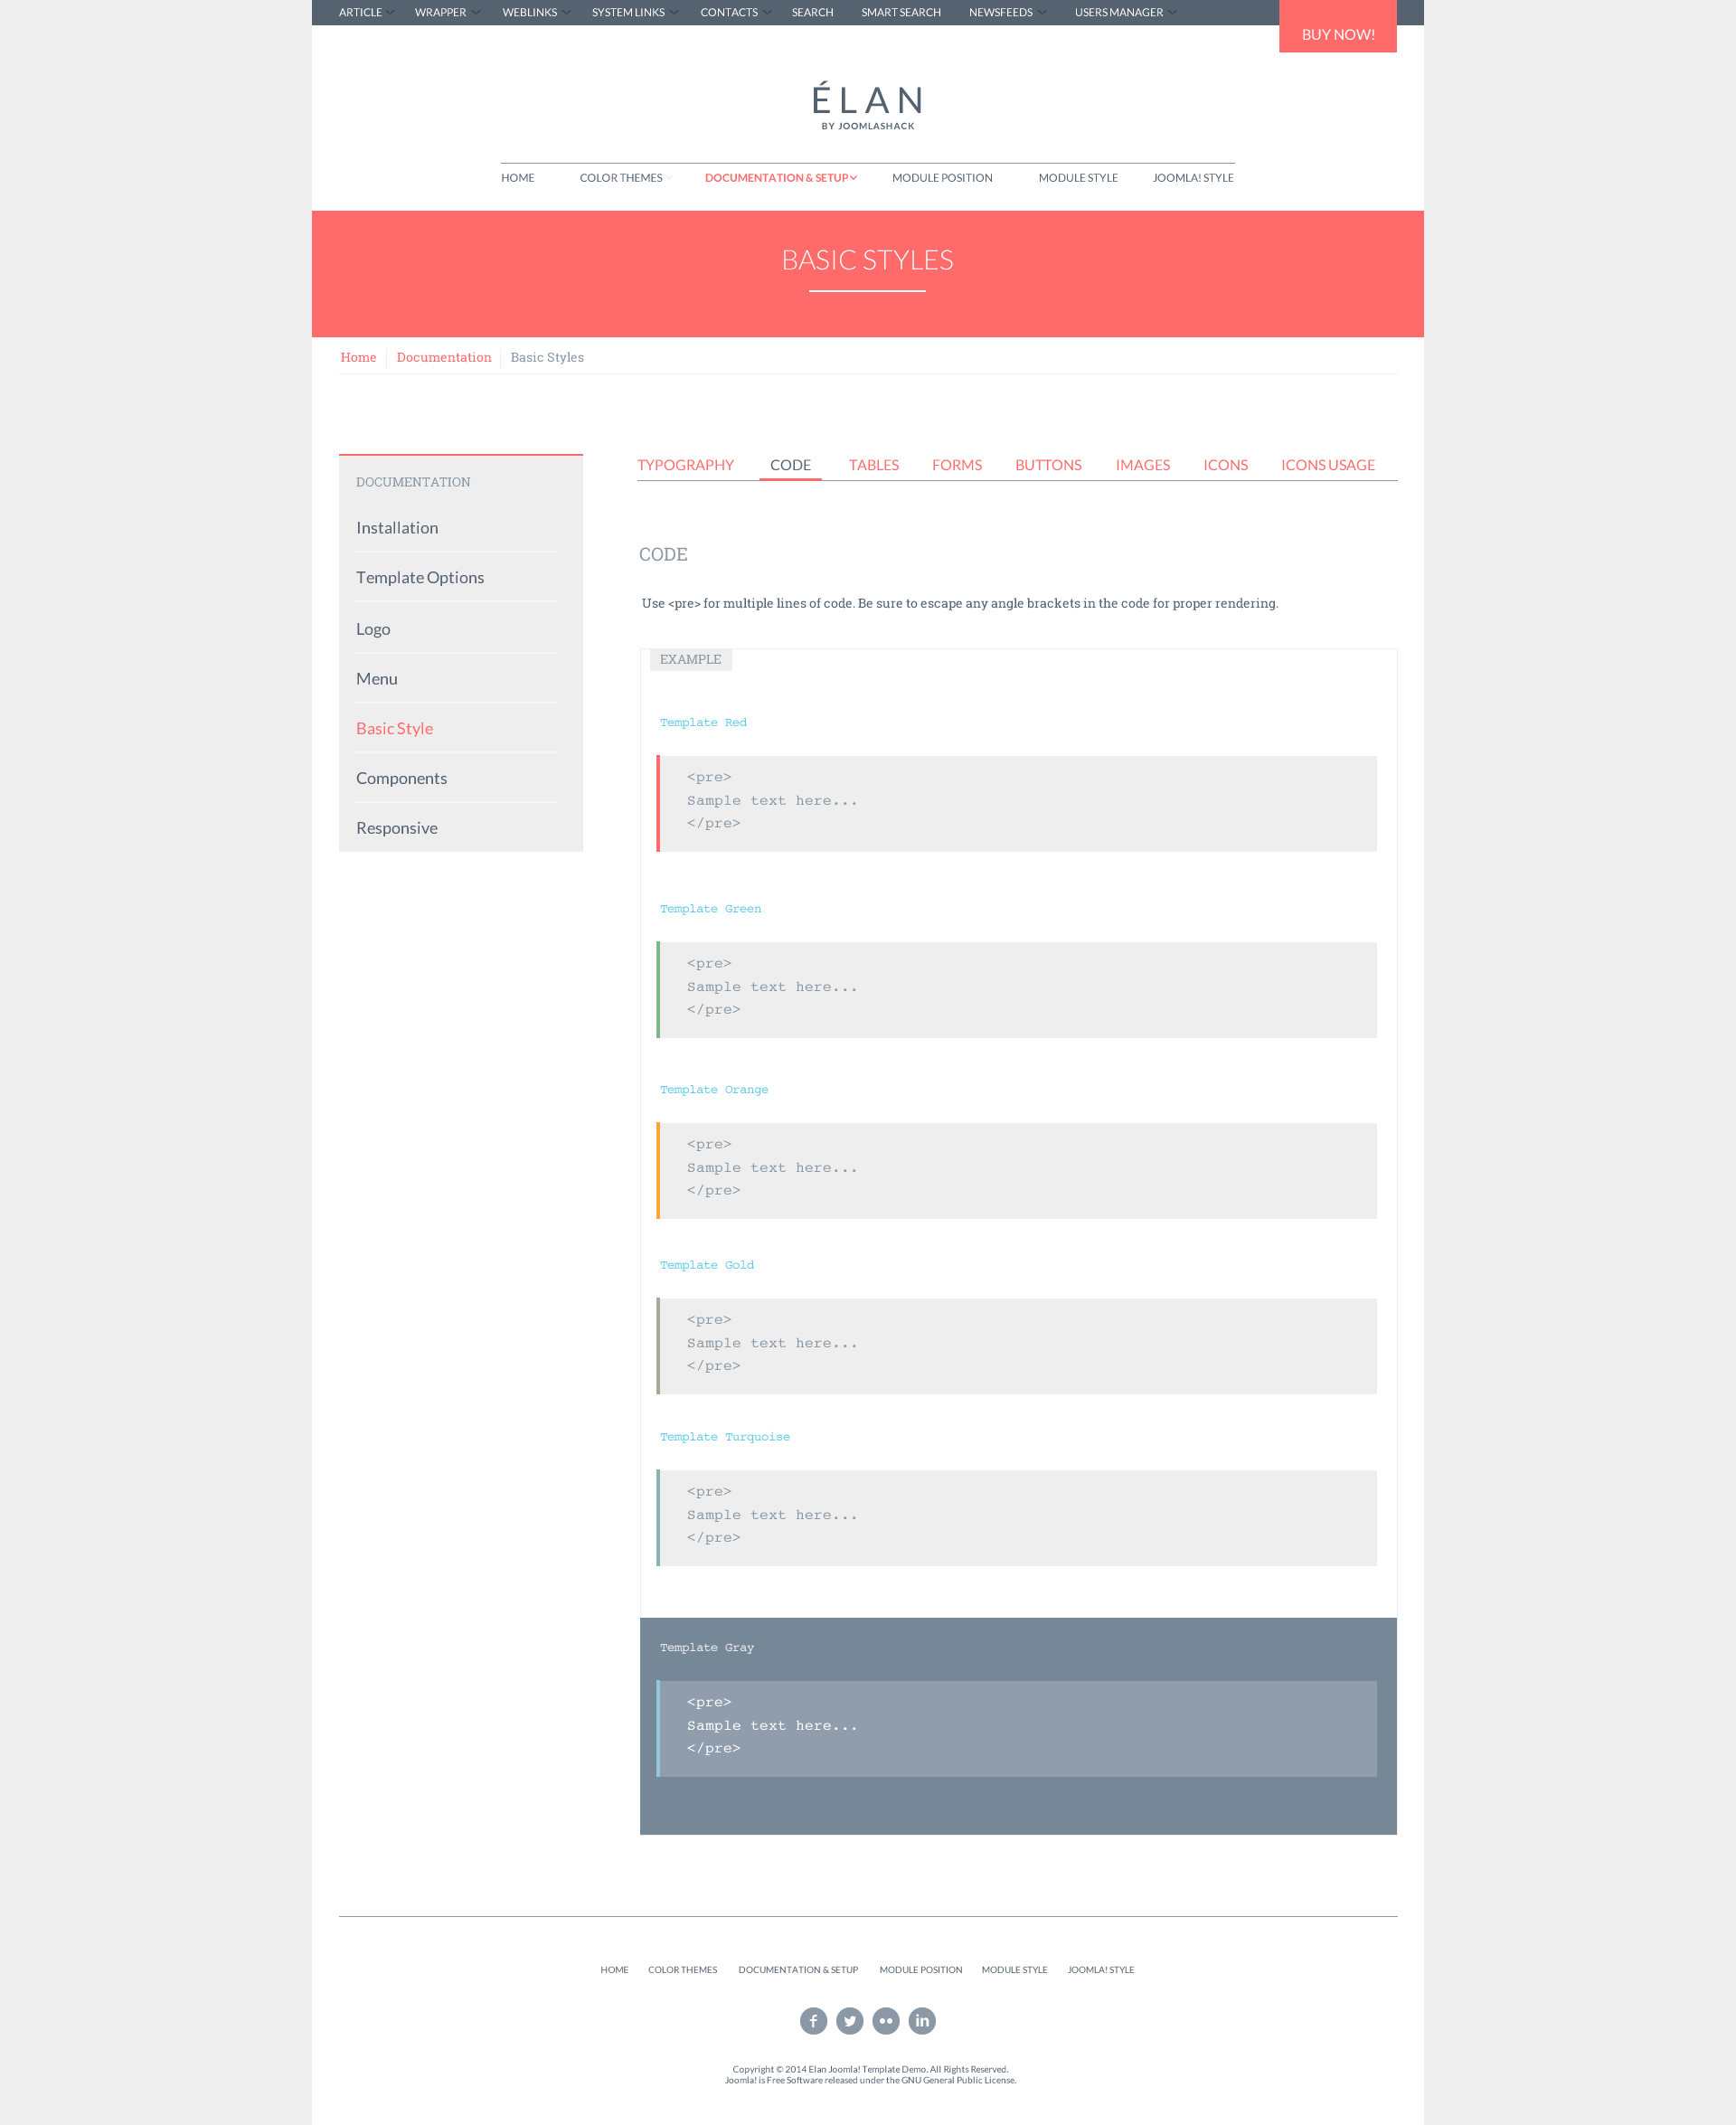 ARTICLE WRAPPER WEBLINKS SYSTEM LINKS CONTACTS SEARCH SMART SEARCH NEWSFEEDS USERS MANAGER
BUY NOW!
ÉLAN
BY JOOMLASHACK
HOME COLOR THEMES DOCUMENTATION & SETUP MODULE POSITION MODULE STYLE JOOMLA! STYLE
BASIC STYLES
Home Documentation Basic Styles
DOCUMENTATION
Installation
Template Options
Logo
Menu
Basic Style
Components
Responsive
TYPOGRAPHY CODE TABLES FORMS BUTTONS IMAGES ICONS ICONS USAGE
CODE
Use <pre> for multiple lines of code. Be sure to escape any angle brackets in the code for proper rendering.
EXAMPLE
Template Red
<pre>
Sample text here...
</pre>
Template Green
<pre>
Sample text here...
</pre>
Template Orange
<pre>
Sample text here...
</pre>
Template Gold
<pre>
Sample text here...
</pre>
Template Turquoise
<pre>
Sample text here...
</pre>
Template Gray
<pre>
Sample text here...
</pre>
HOME COLOR THEMES DOCUMENTATION & SETUP MODULE POSITION MODULE STYLE JOOMLA! STYLE
Copyright © 2014 Elan Joomla! Template Demo. All Rights Reserved.
Joomla! is Free Software released under the GNU General Public License.